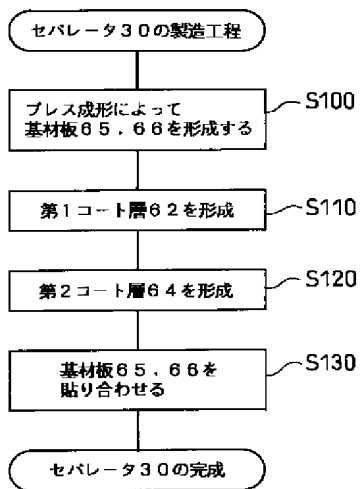 セパレータ３０の製造工程
プレス成形によって
基材板６５，６６を形成する
S100
第１コート層６２を形成
S110
第２コート層６４を形成
S120
基材板６５，６６を
貼り合わせる
S130
セパレータ３０の完成